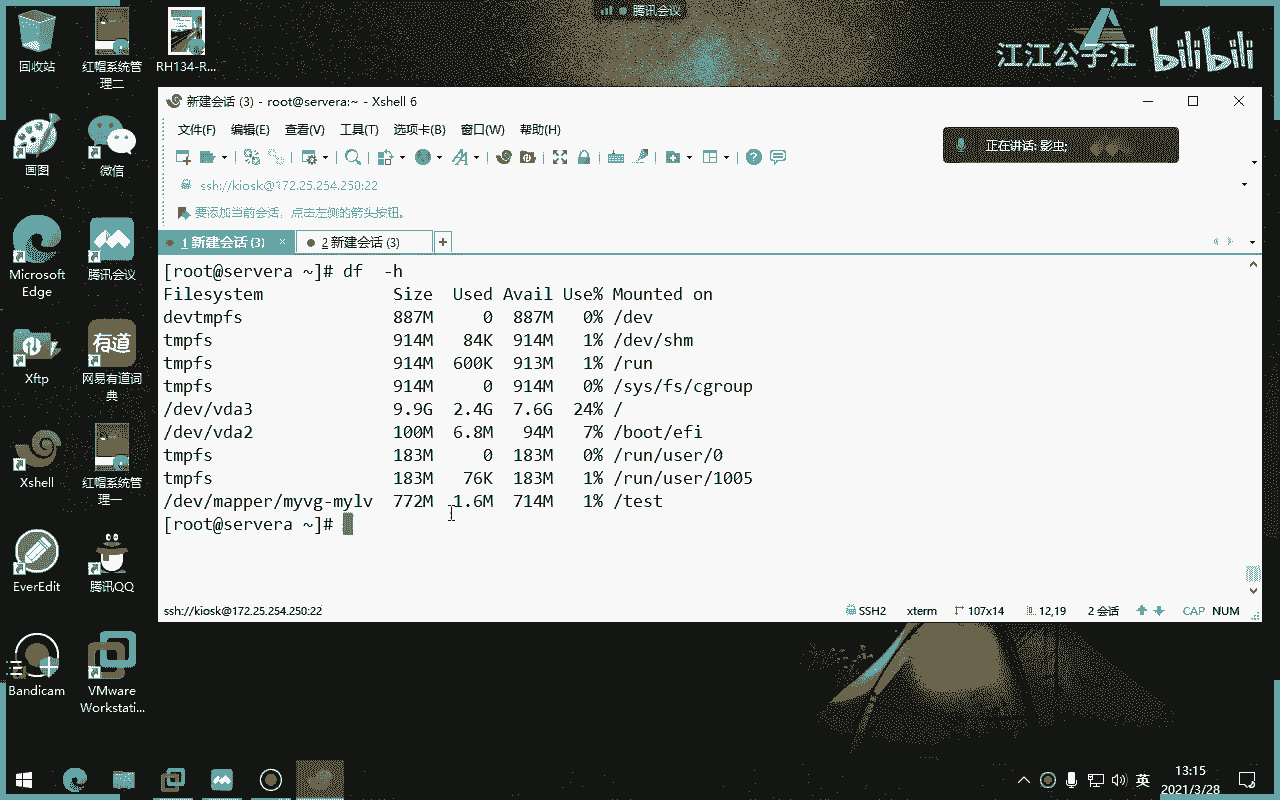 腾讯会议
江江公子江 bilibili
回收站
红帽系统管
理二
RH134-R...
画图
微信
Microsoft
Edge
腾讯会议
Xftp
有道
网易有道词
典
Xshell
红帽系统管
理一
EverEdit
腾讯QQ
Bandicam
VMware
Workstati...
新建会话 (3) - root@servera:~ - Xshell 6
文件(F) 编辑(E) 查看(V) 工具(T) 选项卡(B) 窗口(W) 帮助(H)
正在讲话: 影虫;
ssh://kiosk@172.25.254.250:22
要添加当前会话，点击左侧的箭头按钮。
1 新建会话 (3) × 2 新建会话 (3) +
[root@servera ~]# df  -h
Filesystem Size Used Avail Use% Mounted on
devtmpfs 887M 0 887M 0% /dev
tmpfs 914M 84K 914M 1% /dev/shm
tmpfs 914M 600K 913M 1% /run
tmpfs 914M 0 914M 0% /sys/fs/cgroup
/dev/vda3 9.9G 2.4G 7.6G 24% /
/dev/vda2 100M 6.8M 94M 7% /boot/efi
tmpfs 183M 0 183M 0% /run/user/0
tmpfs 183M 76K 183M 1% /run/user/1005
/dev/mapper/myvg-mylv 772M 1.6M 714M 1% /test
[root@servera ~]#
ssh://kiosk@172.25.254.250:22 SSH2 xterm 107x14 12,19 2 会话 CAP NUM
英
13:15
2021/3/28